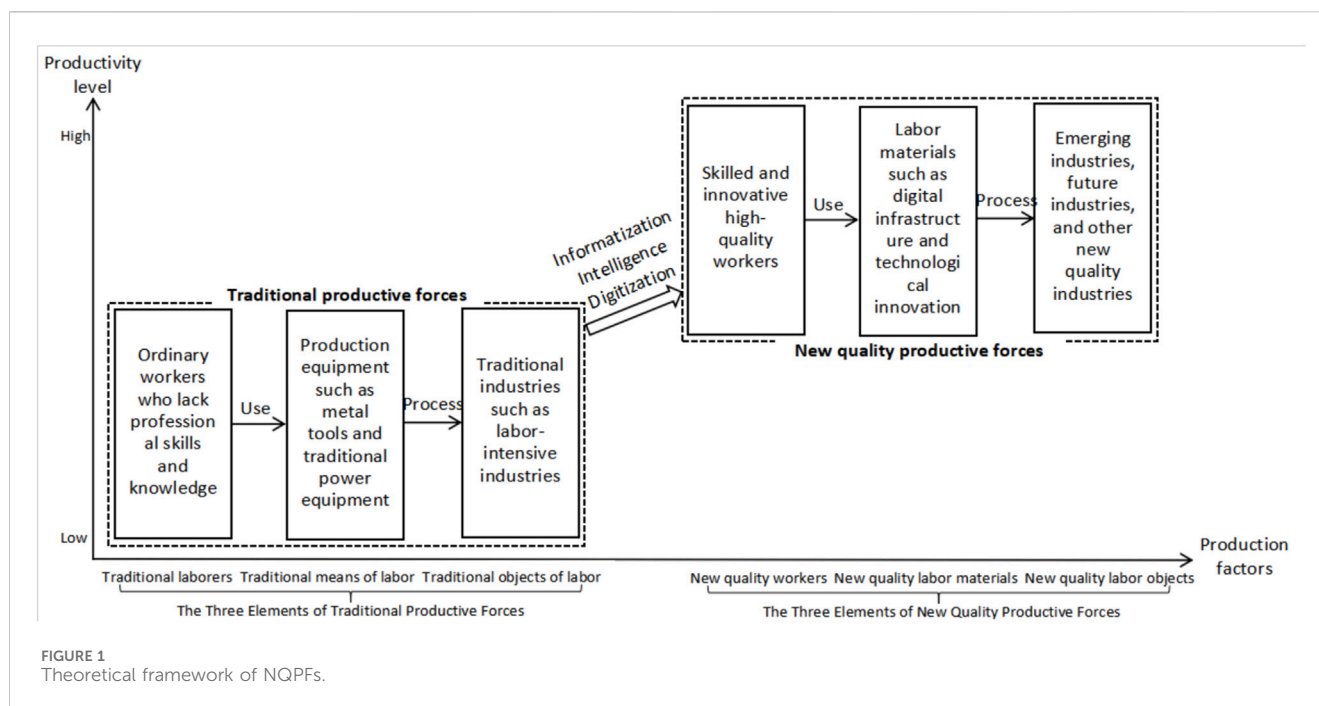 Productivity
level
High
Low
Traditional productive forces
Ordinary
workers
who lack
profession
al skills
and
knowledge
Use
Production
equipment
such as
metal
tools and
traditional
power
equipment
Process
Traditional
industries
such as
labor-
intensive
industries
Informatization
Intelligence
Digitization
Skilled and
innovative
high-
quality
workers
Use
Labor
materials
such as
digital
infrastruct
ure and
technologi
cal
innovation
Process
Emerging
industries,
future
industries,
and other
new
quality
industries
New quality productive forces
Production
factors
Traditional laborers Traditional means of labor Traditional objects of labor
The Three Elements of Traditional Productive Forces
New quality workers New quality labor materials New quality labor objects
The Three Elements of New Quality Productive Forces
FIGURE 1
Theoretical framework of NQPFs.